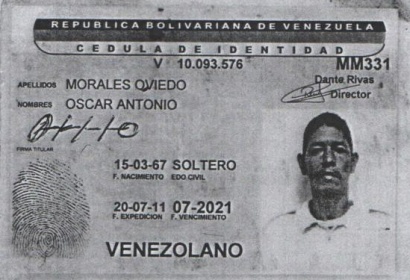 REPUBLICA BOLIVARIANA DE VENEZUELA
CEDULA DE IDENTIDAD
V 10.093.576 MM331
Dante Rivas
Director
APELLIDOS MORALES OVIEDO
NOMBRES OSCAR ANTONIO
FIRMA TITULAR
15-03-67 SOLTERO
F. NACIMIENTO EDO.CIVIL
20-07-11 07-2021
F. EXPEDICION F. VENCIMIENTO
VENEZOLANO